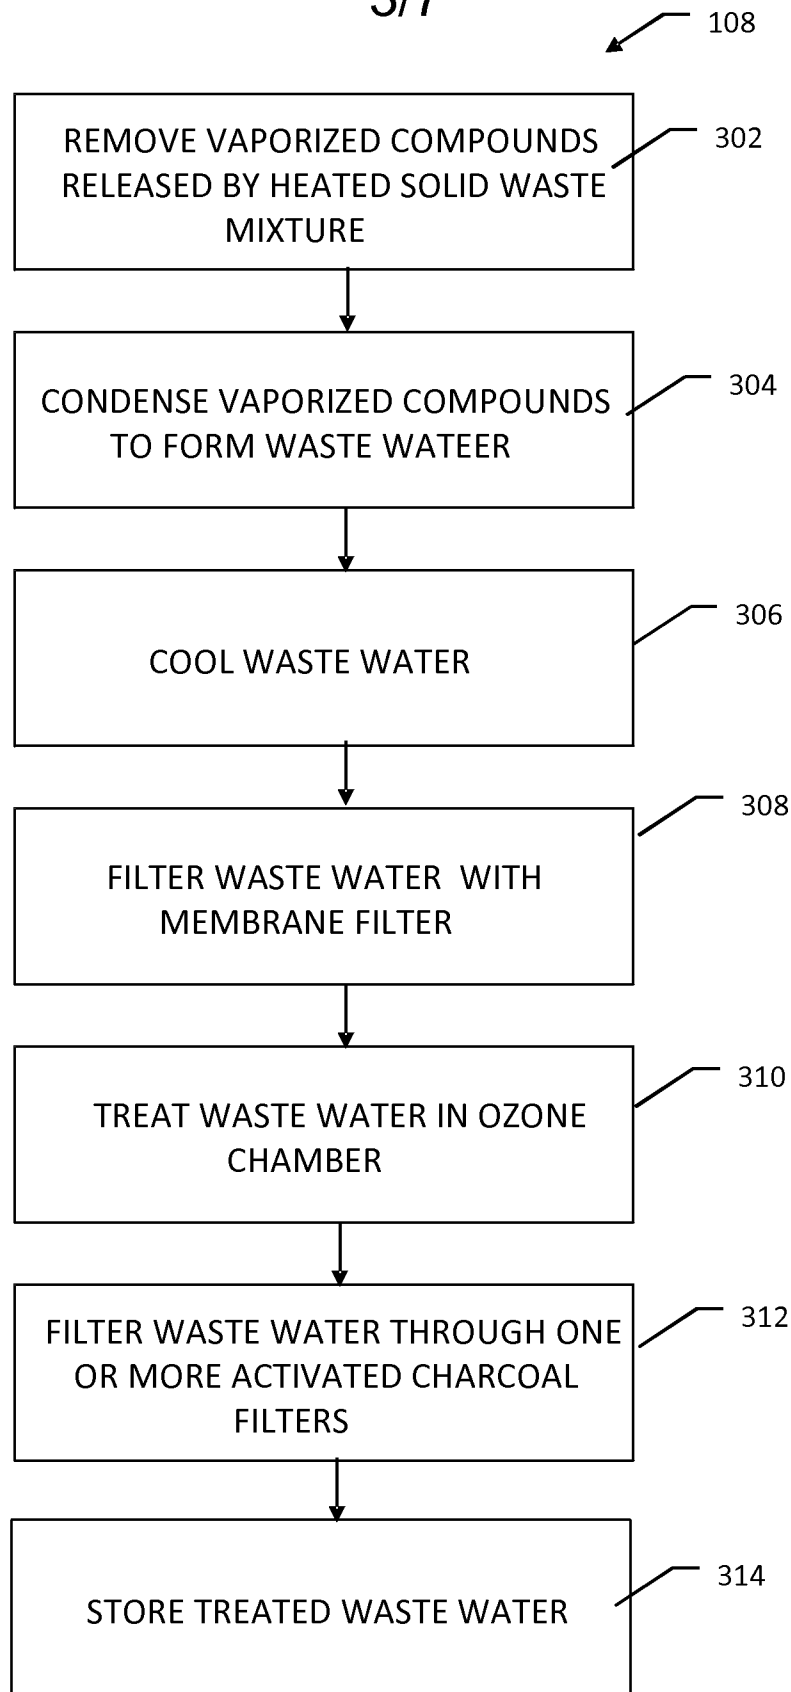 3/7
108
REMOVE VAPORIZED COMPOUNDS
RELEASED BY HEATED SOLID WASTE
MIXTURE
302
CONDENSE VAPORIZED COMPOUNDS
TO FORM WASTE WATEER
304
COOL WASTE WATER
306
FILTER WASTE WATER  WITH
MEMBRANE FILTER
308
TREAT WASTE WATER IN OZONE
CHAMBER
310
FILTER WASTE WATER THROUGH ONE
OR MORE ACTIVATED CHARCOAL
FILTERS
312
STORE TREATED WASTE WATER
314